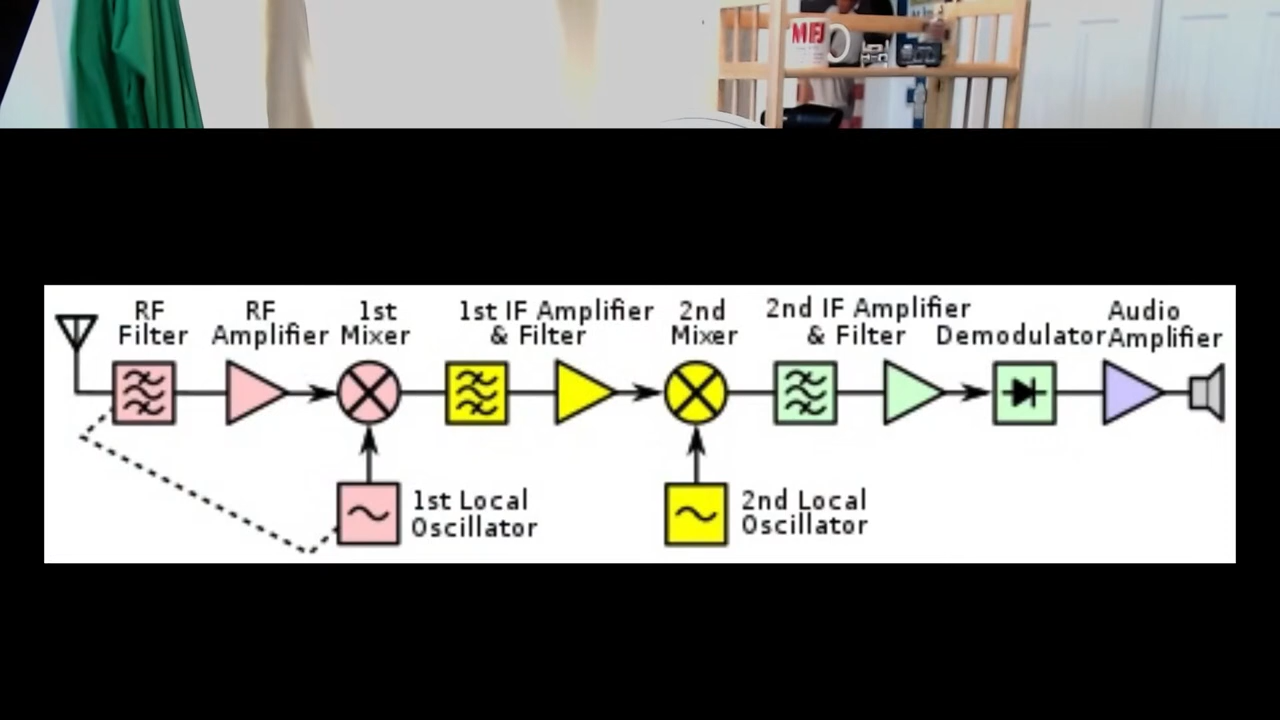 MFJ
RF
Filter
RF
Amplifier
1st
Mixer
1st IF Amplifier
& Filter
2nd
Mixer
2nd IF Amplifier
& Filter
Demodulator
Audio
Amplifier
1st Local
Oscillator
2nd Local
Oscillator